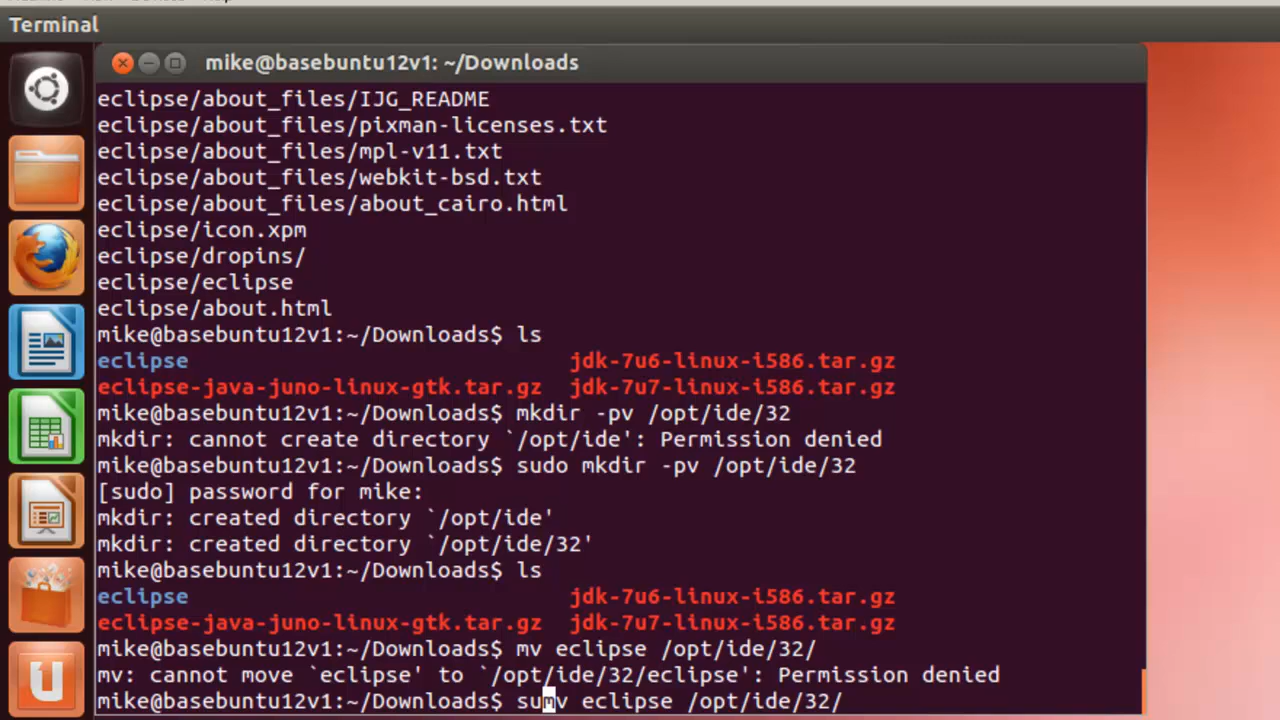 Terminal
mike@basebuntu12v1: ~/Downloads
eclipse/about_files/IJG_README
eclipse/about_files/pixman-licenses.txt
eclipse/about_files/mpl-v11.txt
eclipse/about_files/webkit-bsd.txt
eclipse/about_files/about_cairo.html
eclipse/icon.xpm
eclipse/dropins/
eclipse/eclipse
eclipse/about.html
mike@basebuntu12v1:~/Downloads$ ls
eclipse jdk-7u6-linux-i586.tar.gz
eclipse-java-juno-linux-gtk.tar.gz jdk-7u7-linux-i586.tar.gz
mike@basebuntu12v1:~/Downloads$ mkdir -pv /opt/ide/32
mkdir: cannot create directory `/opt/ide': Permission denied
mike@basebuntu12v1:~/Downloads$ sudo mkdir -pv /opt/ide/32
[sudo] password for mike:
mkdir: created directory `/opt/ide'
mkdir: created directory `/opt/ide/32'
mike@basebuntu12v1:~/Downloads$ ls
eclipse jdk-7u6-linux-i586.tar.gz
eclipse-java-juno-linux-gtk.tar.gz jdk-7u7-linux-i586.tar.gz
mike@basebuntu12v1:~/Downloads$ mv eclipse /opt/ide/32/
mv: cannot move `eclipse' to `/opt/ide/32/eclipse': Permission denied
mike@basebuntu12v1:~/Downloads$ sumv eclipse /opt/ide/32/